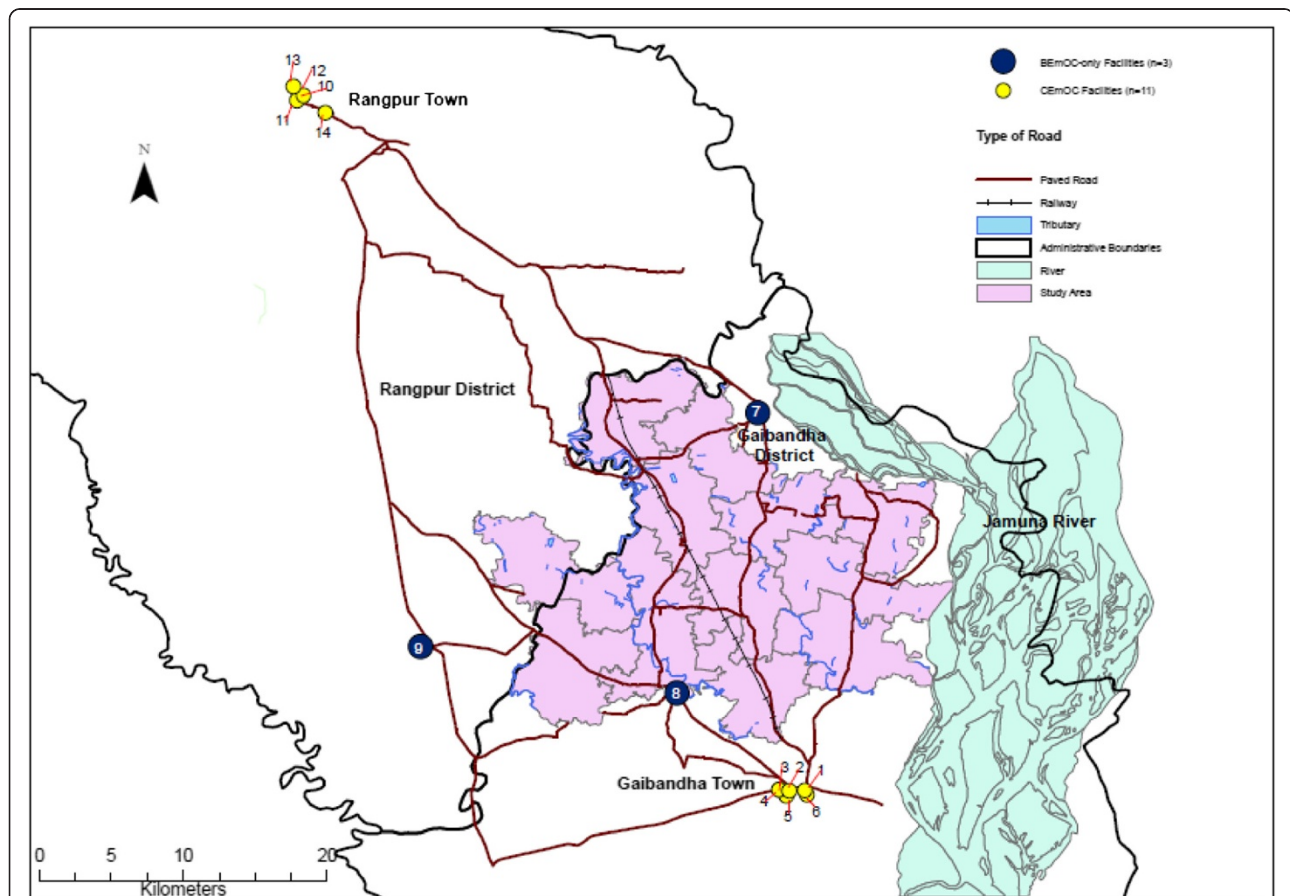 13
12
10
11
14
Rangpur Town
N
BEmOC-only Facilities (n=3)
CEmOC Facilities (n=11)
Type of Road
Paved Road
Railway
Tributary
Administrative Boundaries
River
Study Area
Rangpur District
7
Gaibandha
District
Jamuna River
9
8
Gaibandha Town
3
2
1
4
5
6
0
5
10
20
Kilometers